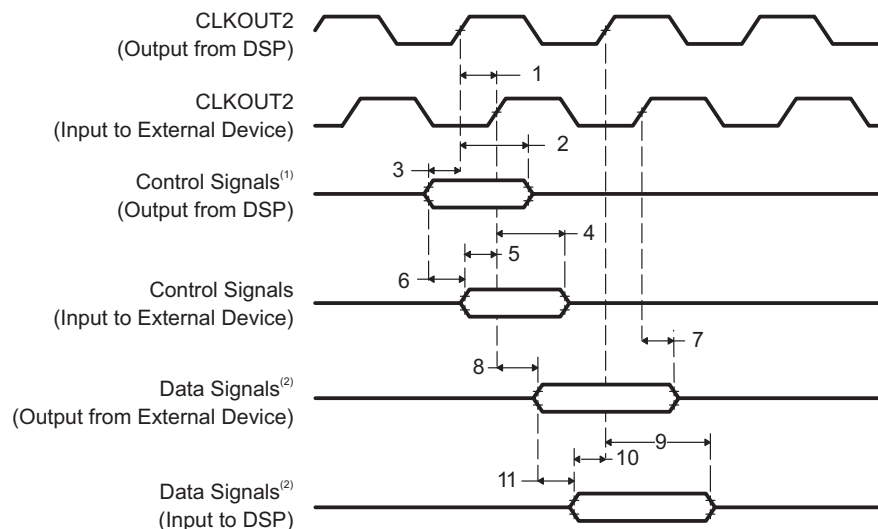 CLKOUT2
(Output from DSP)
1
CLKOUT2
(Input to External Device)
2
3
Control Signals(1)
(Output from DSP)
4
5
6
Control Signals
(Input to External Device)
7
8
Data Signals(2)
(Output from External Device)
9
10
11
Data Signals(2)
(Input to DSP)